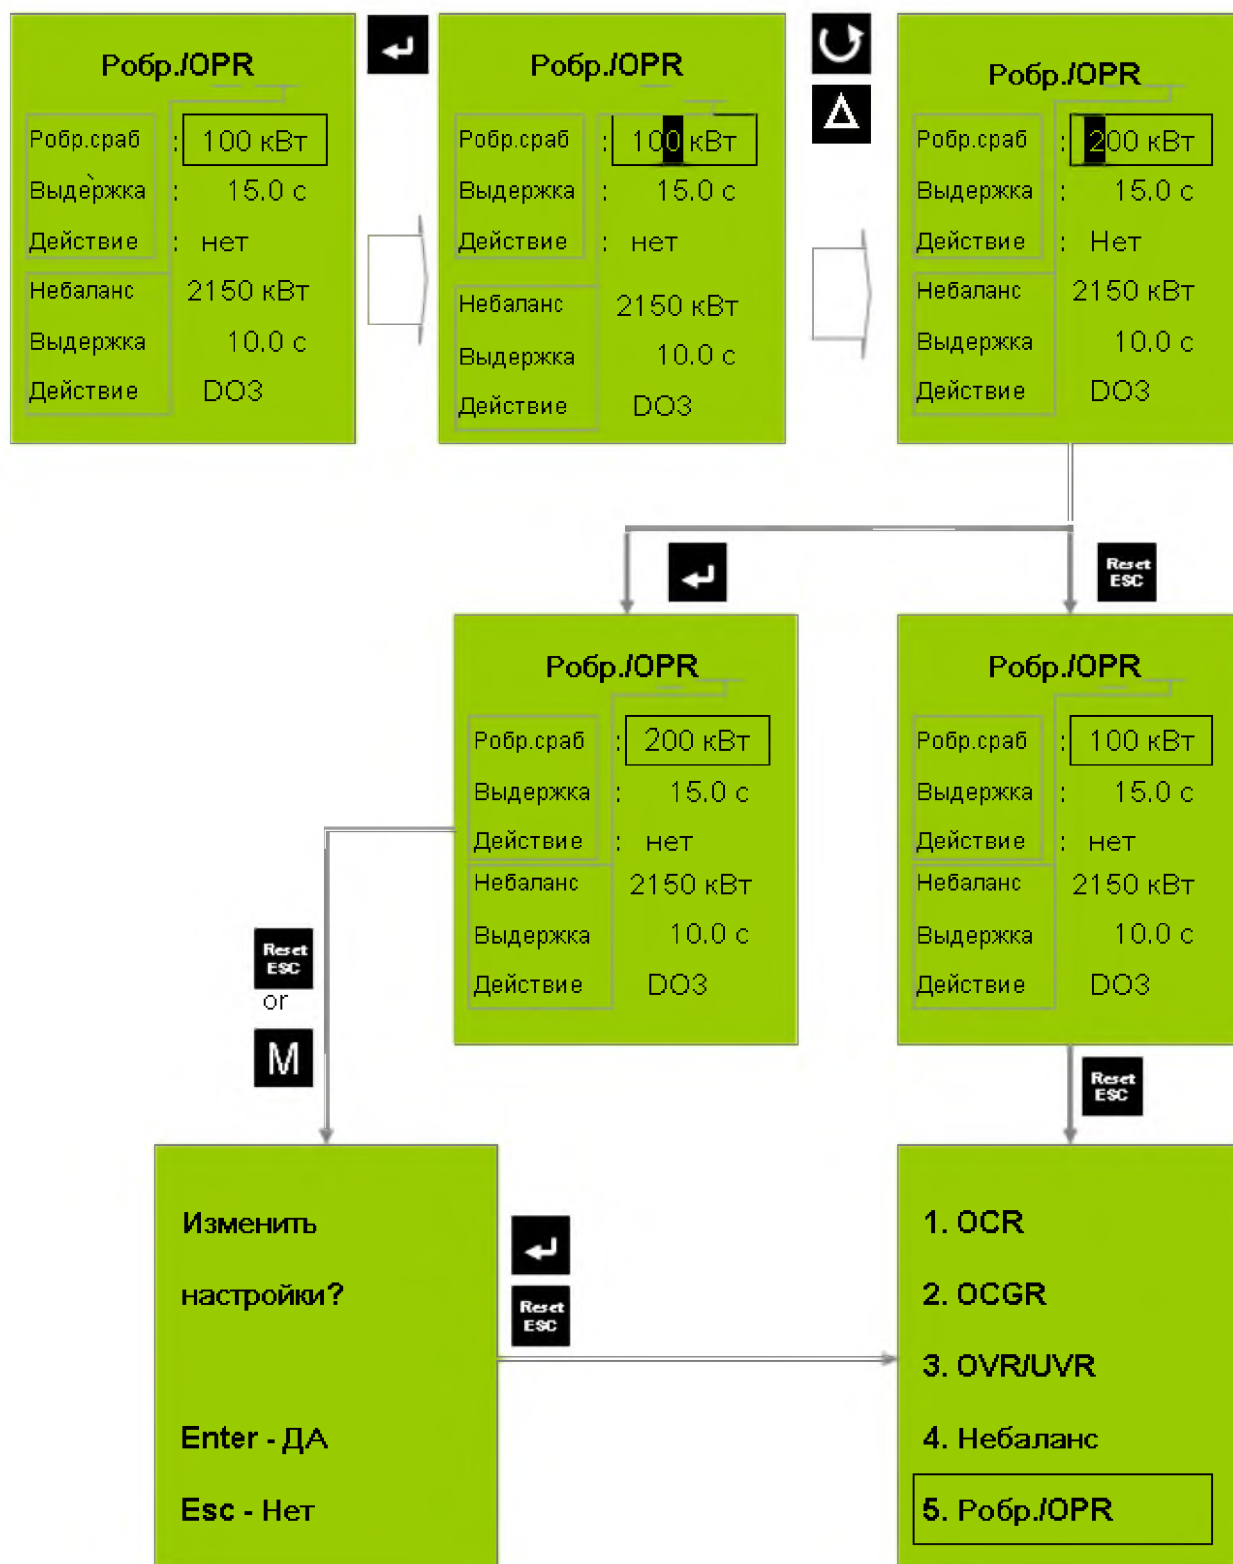 Робр./OPR
Робр.сраб : 100 кВт
Выдержка : 15.0 с
Действие : нет
Небаланс 2150 кВт
Выдержка 10.0 с
Действие DO3
Робр./OPR
Робр.сраб : 100 кВт
Выдержка : 15.0 с
Действие : нет
Небаланс 2150 кВт
Выдержка 10.0 с
Действие DO3
Робр./OPR
Робр.сраб : 200 кВт
Выдержка : 15.0 с
Действие : Нет
Небаланс 2150 кВт
Выдержка 10.0 с
Действие DO3
Reset
ESC
Робр./OPR
Робр.сраб : 200 кВт
Выдержка : 15.0 с
Действие : нет
Небаланс 2150 кВт
Выдержка 10.0 с
Действие DO3
Робр./OPR
Робр.сраб : 100 кВт
Выдержка : 15.0 с
Действие : нет
Небаланс 2150 кВт
Выдержка 10.0 с
Действие DO3
Reset
ESC
or
M
Reset
ESC
Изменить
настройки?
Enter - ДА
Esc - Нет
Reset
ESC
1. OCR
2. OCGR
3. OVR/UVR
4. Небаланс
5. Робр./OPR